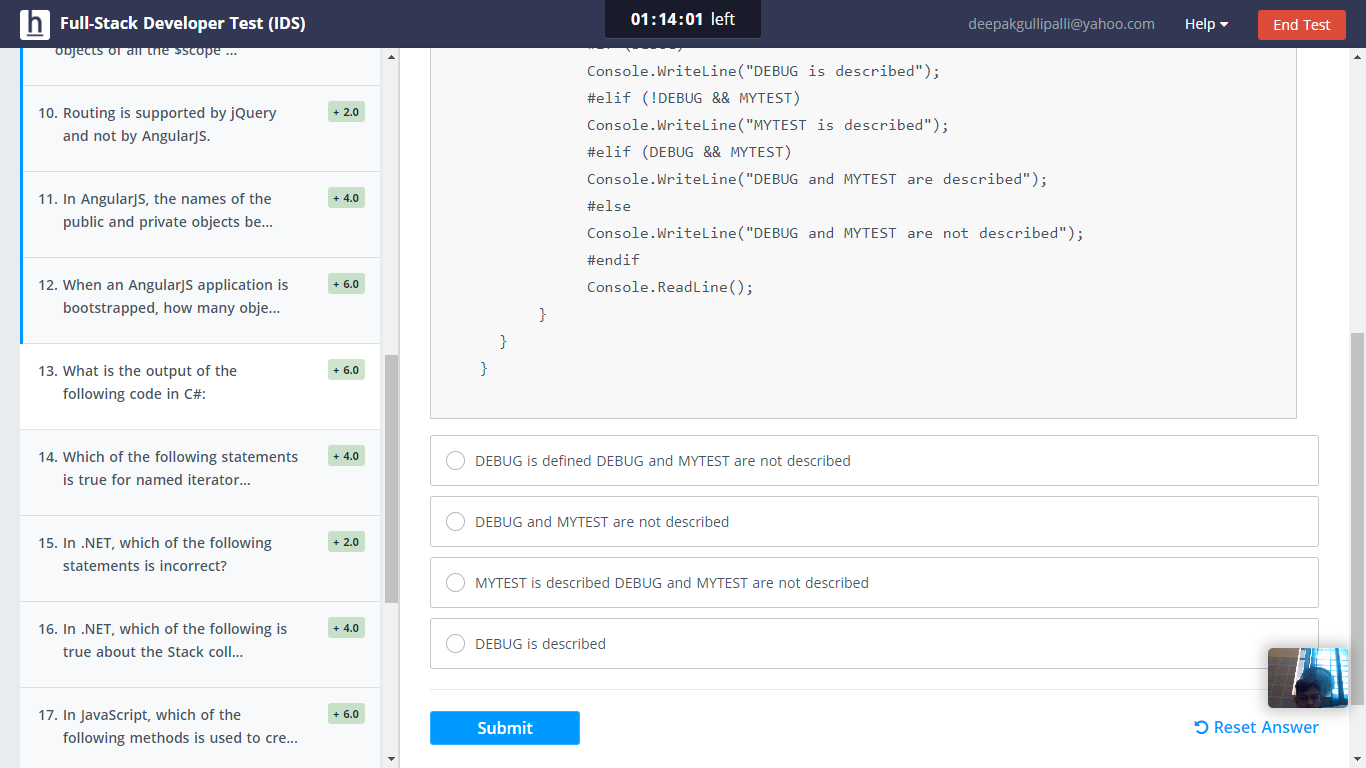 h Full-Stack Developer Test (IDS)
01:14:01 left
deepakgullipalli@yahoo.com
Help
End Test
objects of all the $scope ...
10. Routing is supported by jQuery
and not by AngularJS.
+ 2.0
11. In AngularJS, the names of the
public and private objects be...
+ 4.0
12. When an AngularJS application is
bootstrapped, how many obje...
+ 6.0
13. What is the output of the
following code in C#:
+ 6.0
14. Which of the following statements
is true for named iterator...
+ 4.0
15. In .NET, which of the following
statements is incorrect?
+ 2.0
16. In .NET, which of the following is
true about the Stack coll...
+ 4.0
17. In JavaScript, which of the
following methods is used to cre...
+ 6.0
Console.WriteLine("DEBUG is described");
#elif (!DEBUG && MYTEST)
Console.WriteLine("MYTEST is described");
#elif (DEBUG && MYTEST)
Console.WriteLine("DEBUG and MYTEST are described");
#else
Console.WriteLine("DEBUG and MYTEST are not described");
#endif
Console.ReadLine();
}
}
}
DEBUG is defined DEBUG and MYTEST are not described
DEBUG and MYTEST are not described
MYTEST is described DEBUG and MYTEST are not described
DEBUG is described
Submit
Reset Answer